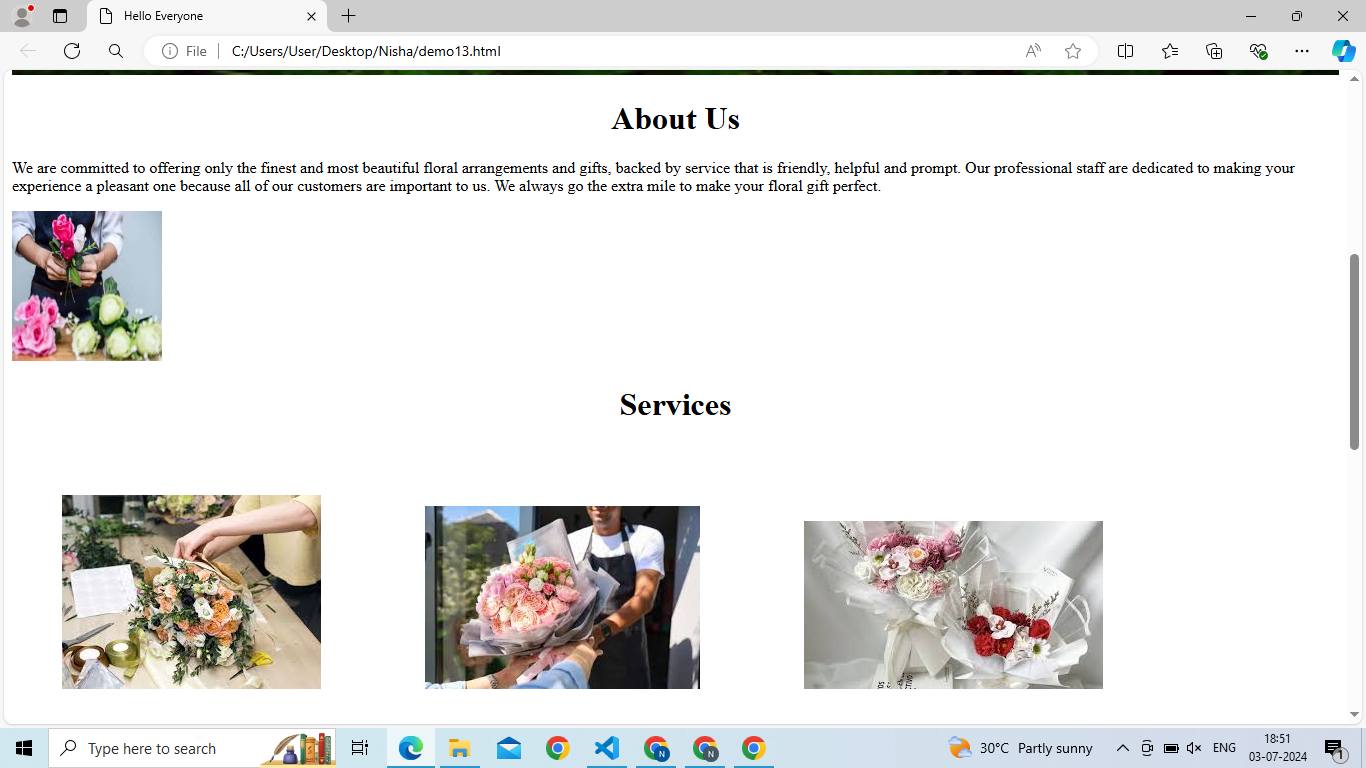 Hello Everyone
File
C:/Users/User/Desktop/Nisha/demo13.html
About Us
We are committed to offering only the finest and most beautiful floral arrangements and gifts, backed by service that is friendly, helpful and prompt. Our professional staff are dedicated to making your
experience a pleasant one because all of our customers are important to us. We always go the extra mile to make your floral gift perfect.
Services
Type here to search
N
N
30°C Partly sunny
ENG
18:51
03-07-2024
1